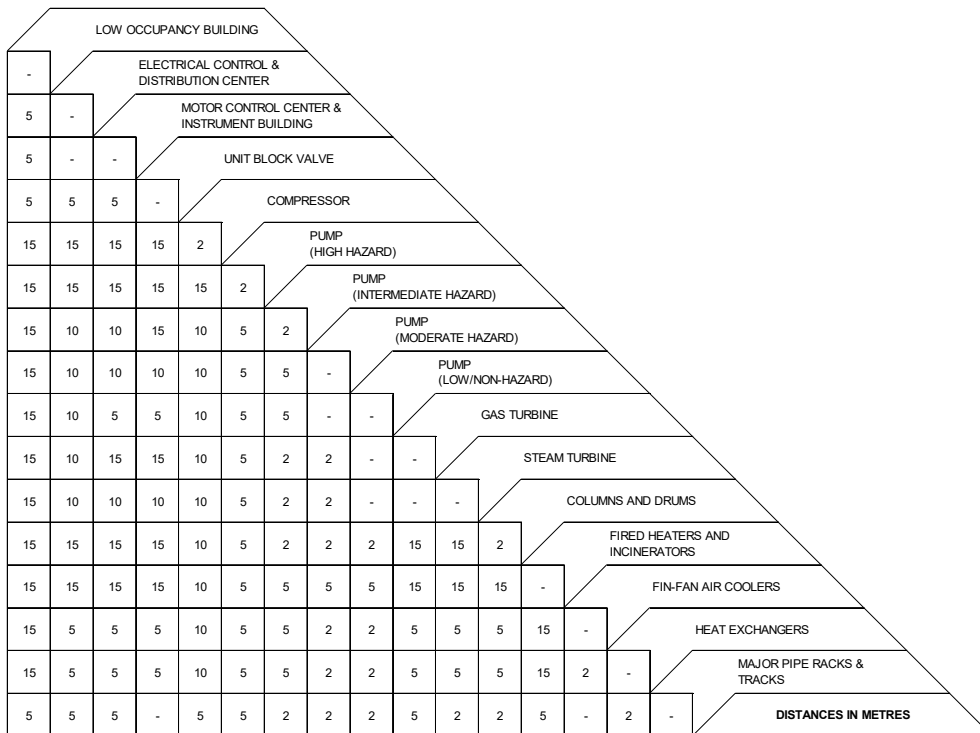 LOW OCCUPANCY BUILDING
-
ELECTRICAL CONTROL &
DISTRIBUTION CENTER
5 -
MOTOR CONTROL CENTER &
INSTRUMENT BUILDING
5 - -
UNIT BLOCK VALVE
5 5 5 -
COMPRESSOR
15 15 15 15 2
PUMP
(HIGH HAZARD)
15 15 15 15 15 2
PUMP
(INTERMEDIATE HAZARD)
15 10 10 15 10 5 2
PUMP
(MODERATE HAZARD)
15 10 10 10 10 5 5 -
PUMP
(LOW/NON-HAZARD)
15 10 5 5 10 5 5 - -
GAS TURBINE
15 10 15 15 10 5 2 2 - -
STEAM TURBINE
15 10 10 10 10 5 2 2 - - -
COLUMNS AND DRUMS
15 15 15 15 10 5 2 2 2 15 15 2
FIRED HEATERS AND
INCINERATORS
15 15 15 15 10 5 5 5 5 15 15 15 -
FIN-FAN AIR COOLERS
15 5 5 5 10 5 5 2 2 5 5 5 15 -
HEAT EXCHANGERS
15 5 5 5 10 5 5 2 2 5 5 5 15 2 -
MAJOR PIPE RACKS &
TRACKS
5 5 5 - 5 5 2 2 2 5 2 2 5 - 2 -
DISTANCES IN METRES